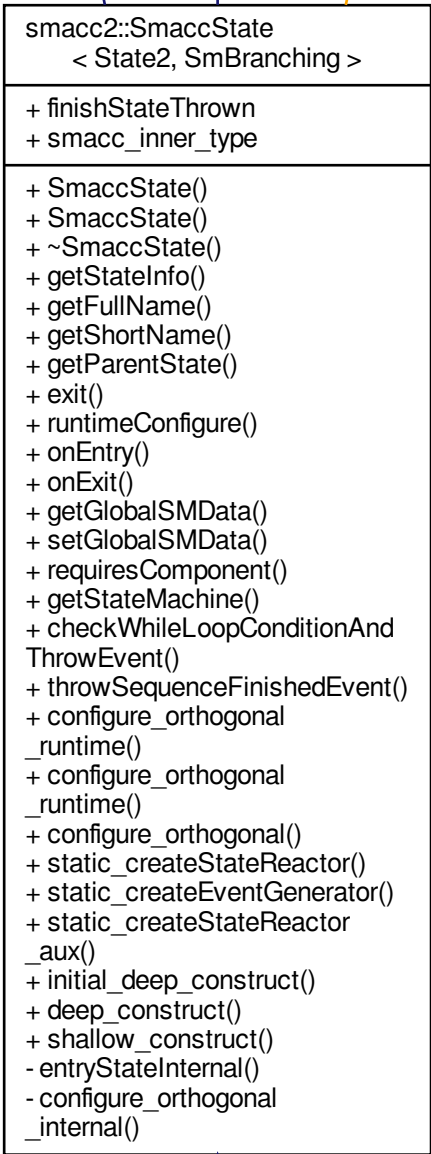 smacc2::SmaccState
< State2, SmBranching >
+ finishStateThrown
+ smacc_inner_type
+ SmaccState()
+ SmaccState()
+ ~SmaccState()
+ getStateInfo()
+ getFullName()
+ getShortName()
+ getParentState()
+ exit()
+ runtimeConfigure()
+ onEntry()
+ onExit()
+ getGlobalSMData()
+ setGlobalSMData()
+ requiresComponent()
+ getStateMachine()
+ checkWhileLoopConditionAnd
ThrowEvent()
+ throwSequenceFinishedEvent()
+ configure_orthogonal
_runtime()
+ configure_orthogonal
_runtime()
+ configure_orthogonal()
+ static_createStateReactor()
+ static_createEventGenerator()
+ static_createStateReactor
_aux()
+ initial_deep_construct()
+ deep_construct()
+ shallow_construct()
- entryStateInternal()
- configure_orthogonal
_internal()